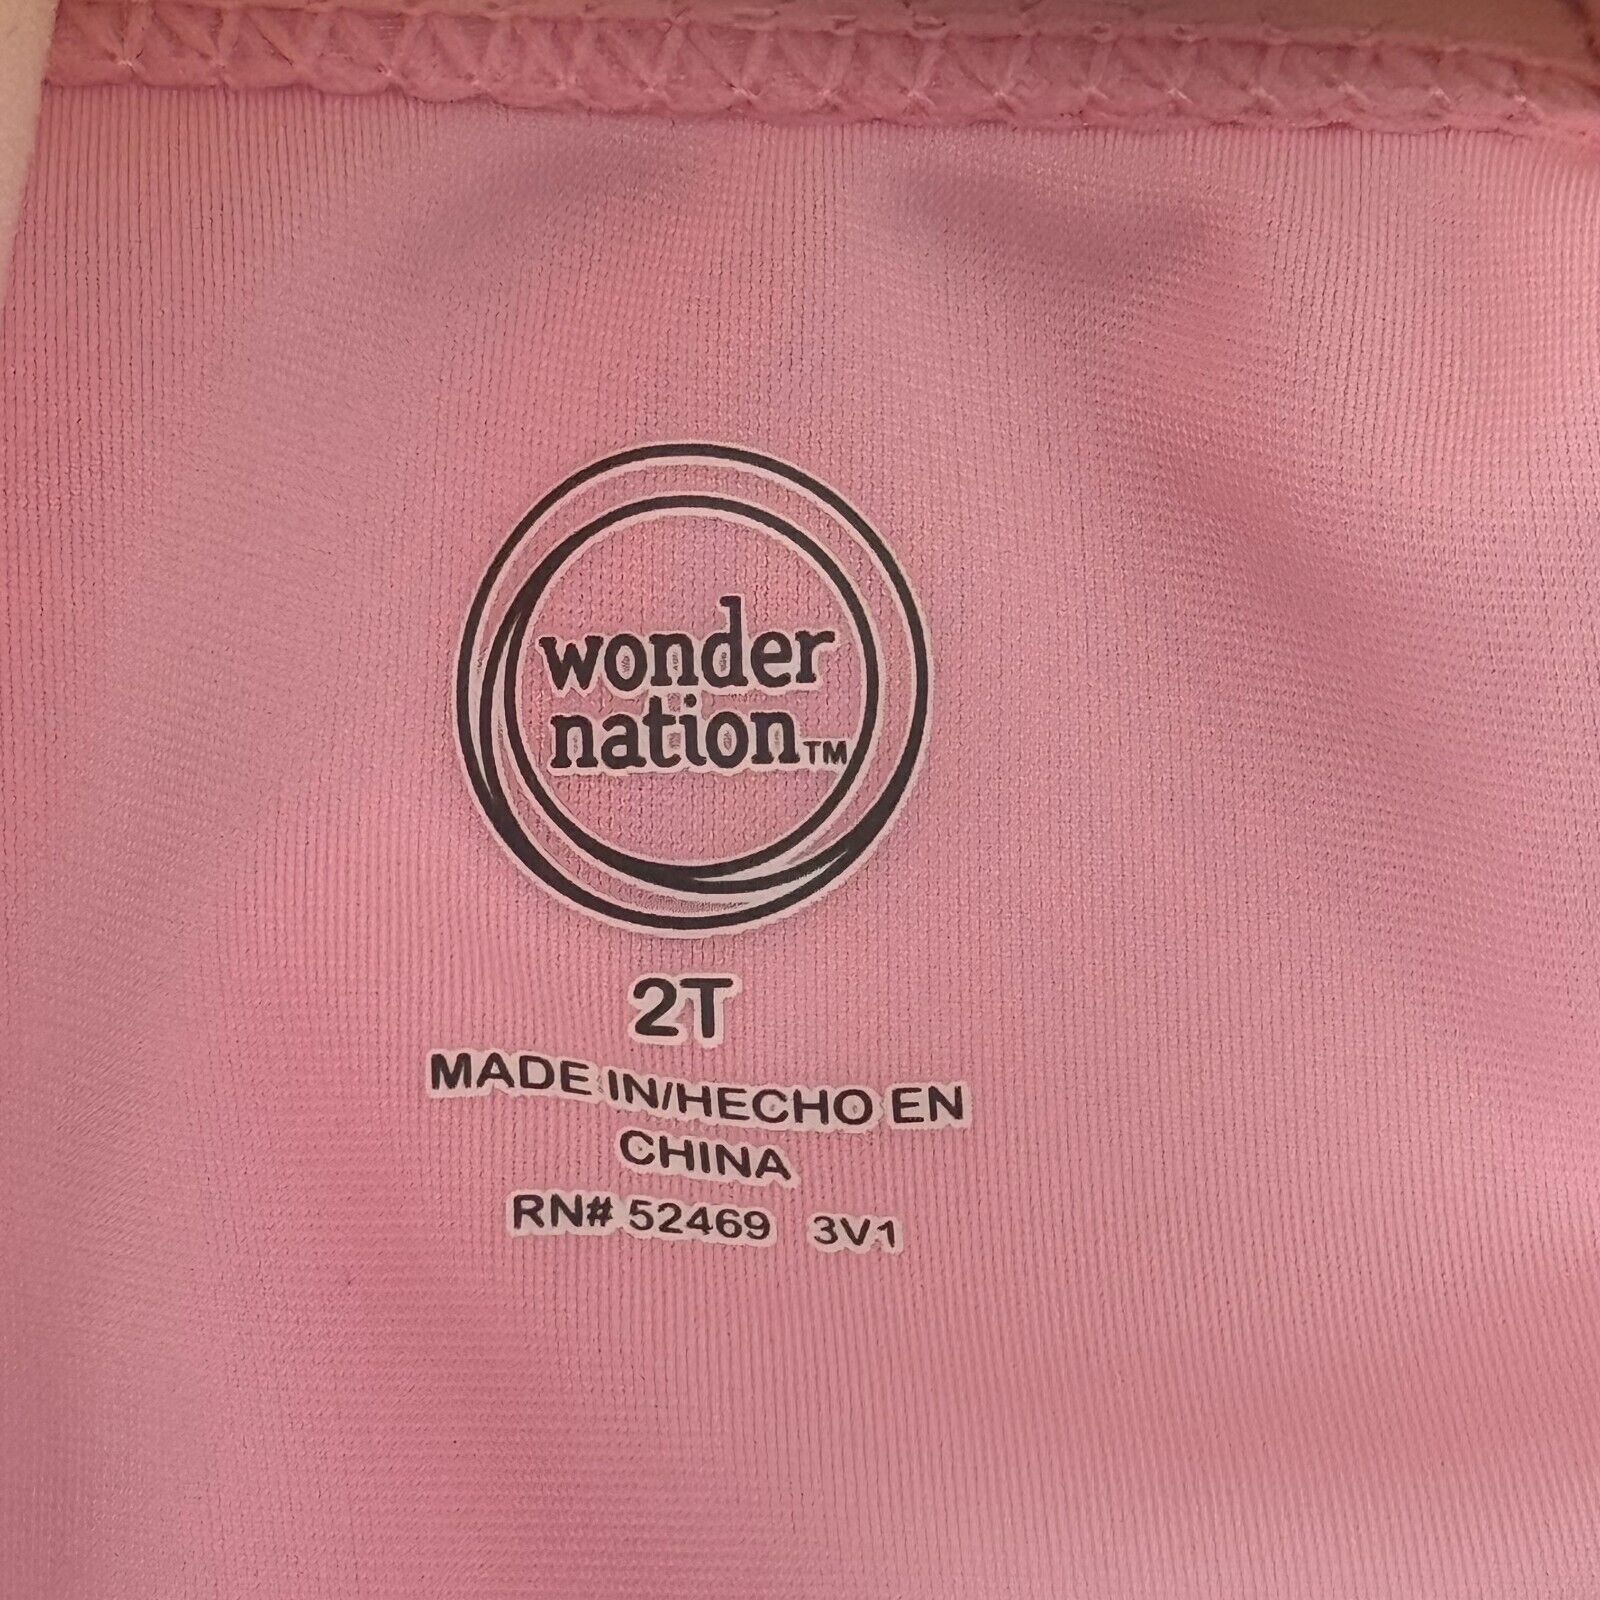 wonder
nation™
2T
MADE IN/HECHO EN
CHINA
RN# 52469 3V1